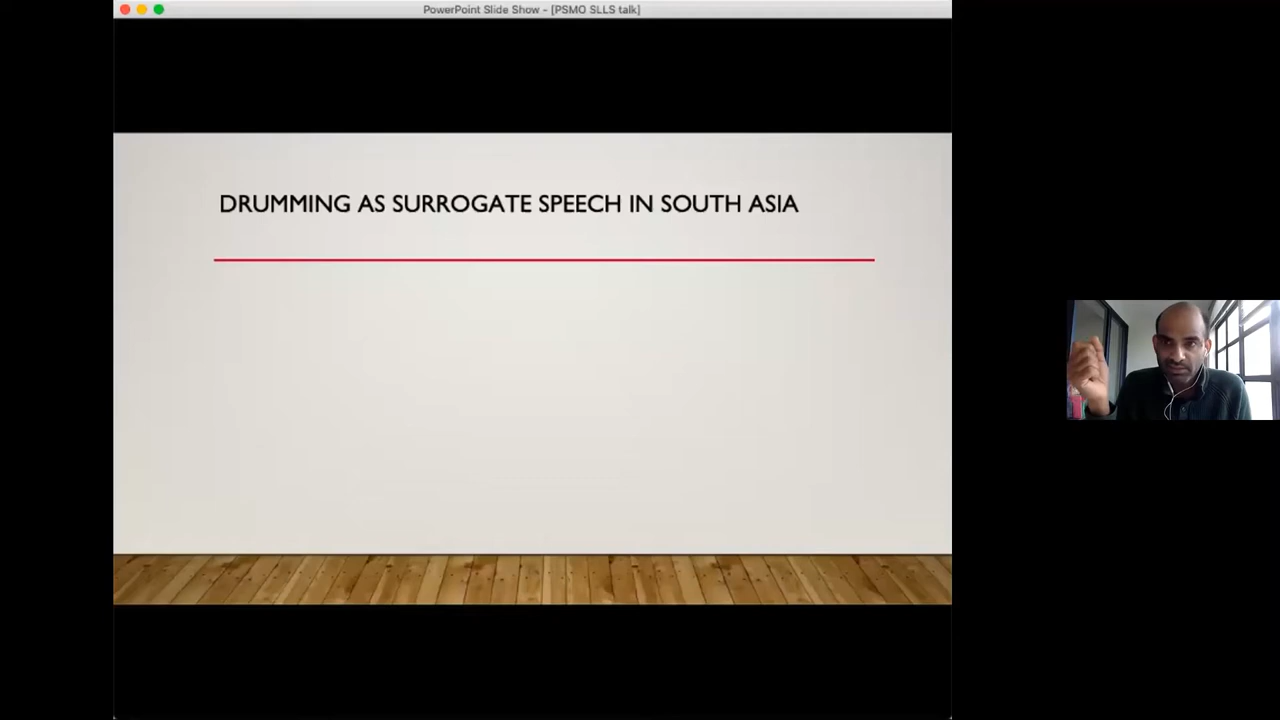 PowerPoint Slide Show - [PSMO SLLS talk]
DRUMMING AS SURROGATE SPEECH IN SOUTH ASIA